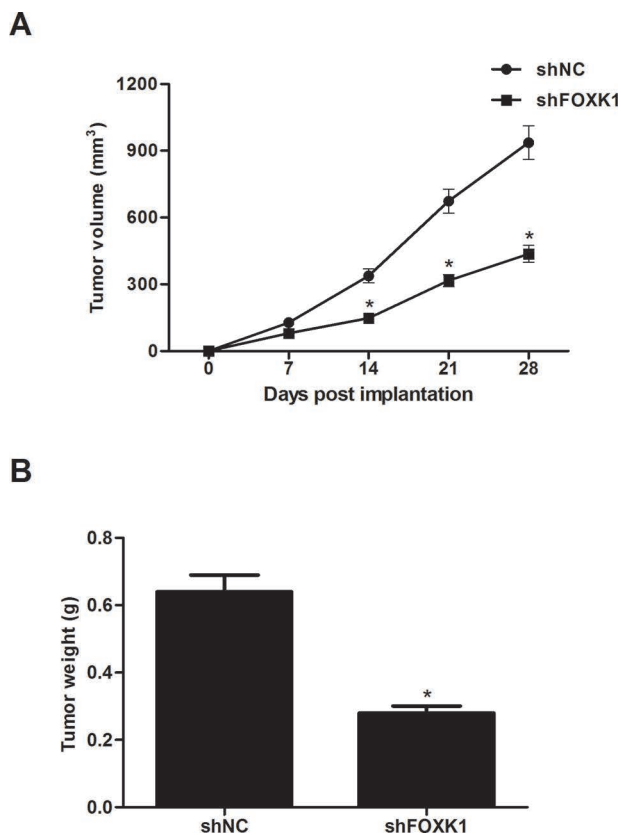 A
shNC
shFOXK1
Tumor volume (mm³)
1200
900
600
300
0
*
*
*
0 7 14 21 28
Days post implantation
B
Tumor weight (g)
0.8
0.6
0.4
0.2
0.0
*
shNC shFOXK1